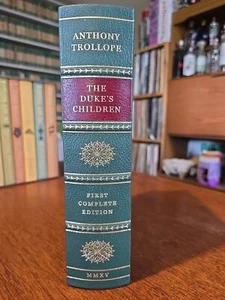 ANTHONY
TROLLOPE
THE
DUKE'S
CHILDREN
FIRST
COMPLETE
EDITION
MMXV